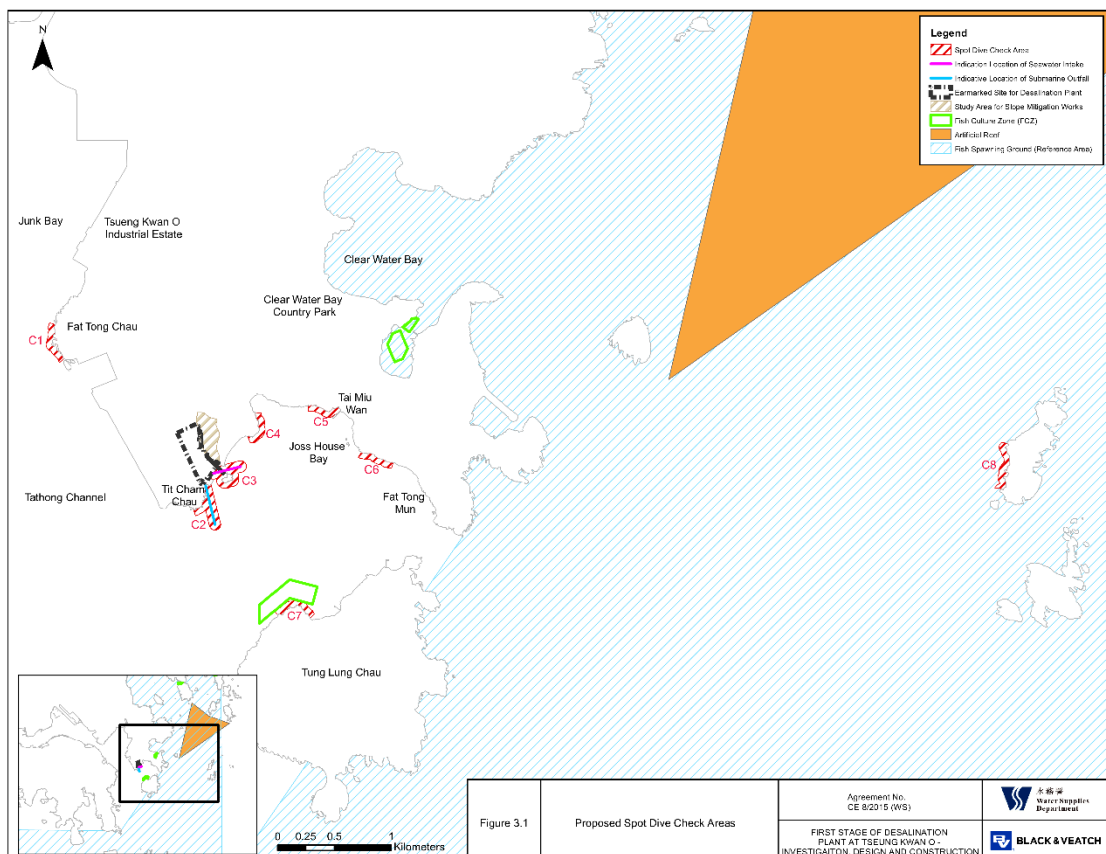 N
Legend
Spot Dive Check Area
Indication Location of Seawater Intake
Indicative Location of Submarine Outfall
Earmarked Site for Desalination Plant
Study Area for Slope Mitigation Works
Fish Culture Zone (FCZ)
Artificial Reef
Fish Spawning Ground (Reference Area)
Junk Bay
Tsueng Kwan O
Industrial Estate
Clear Water Bay
Clear Water Bay
Country Park
Fat Tong Chau
C1
Tai Miu
Wan
C5
C4
Joss House
Bay
C6
C3
C8
Tit Cham
Chau
Tathong Channel
Fat Tong
Mun
C2
C7
Tung Lung Chau
0 0.25 0.5 1
Kilometers
Figure 3.1
Proposed Spot Dive Check Areas
Agreement No.
CE 8/2015 (WS)
FIRST STAGE OF DESALINATION
PLANT AT TSEUNG KWAN O -
INVESTIGAITON, DESIGN AND CONSTRUCTION
水務署
Water Supplies
Department
BV
BLACK & VEATCH